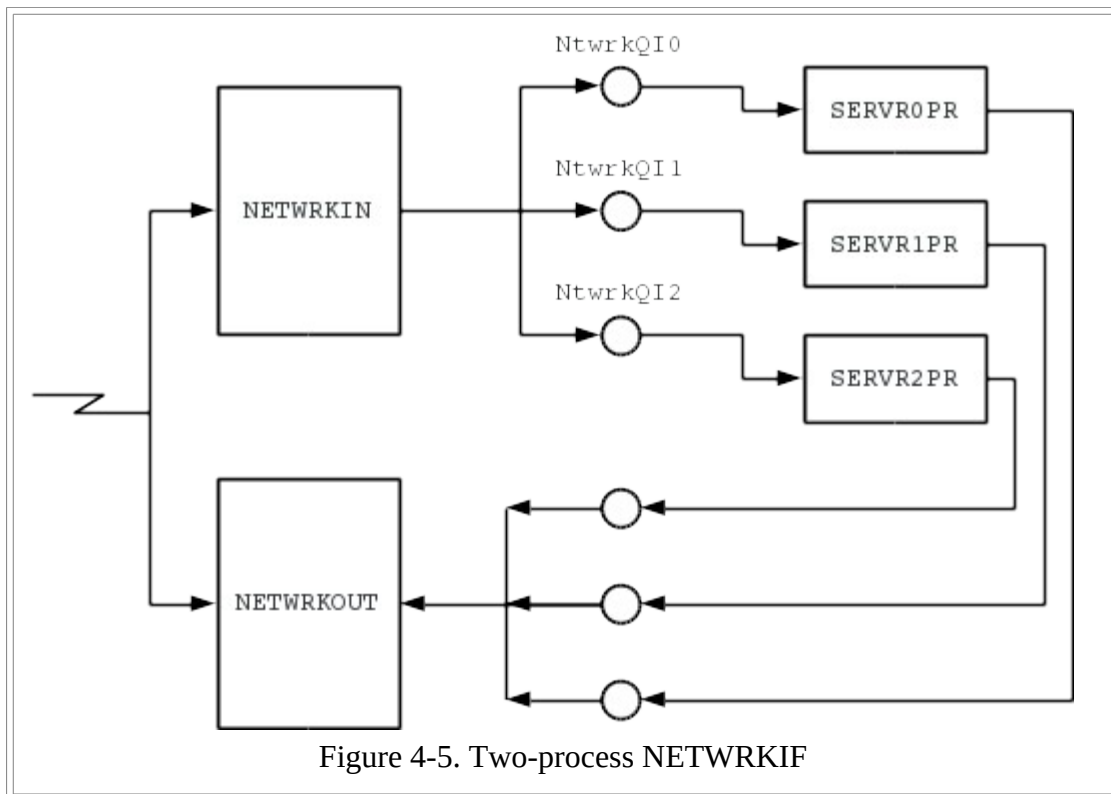 NtwrkQI0
SERVR0PR
NtwrkQI1
NETWRKIN
SERVR1PR
NtwrkQI2
SERVR2PR
NETWRKOUT
Figure 4-5. Two-process NETWRKIF